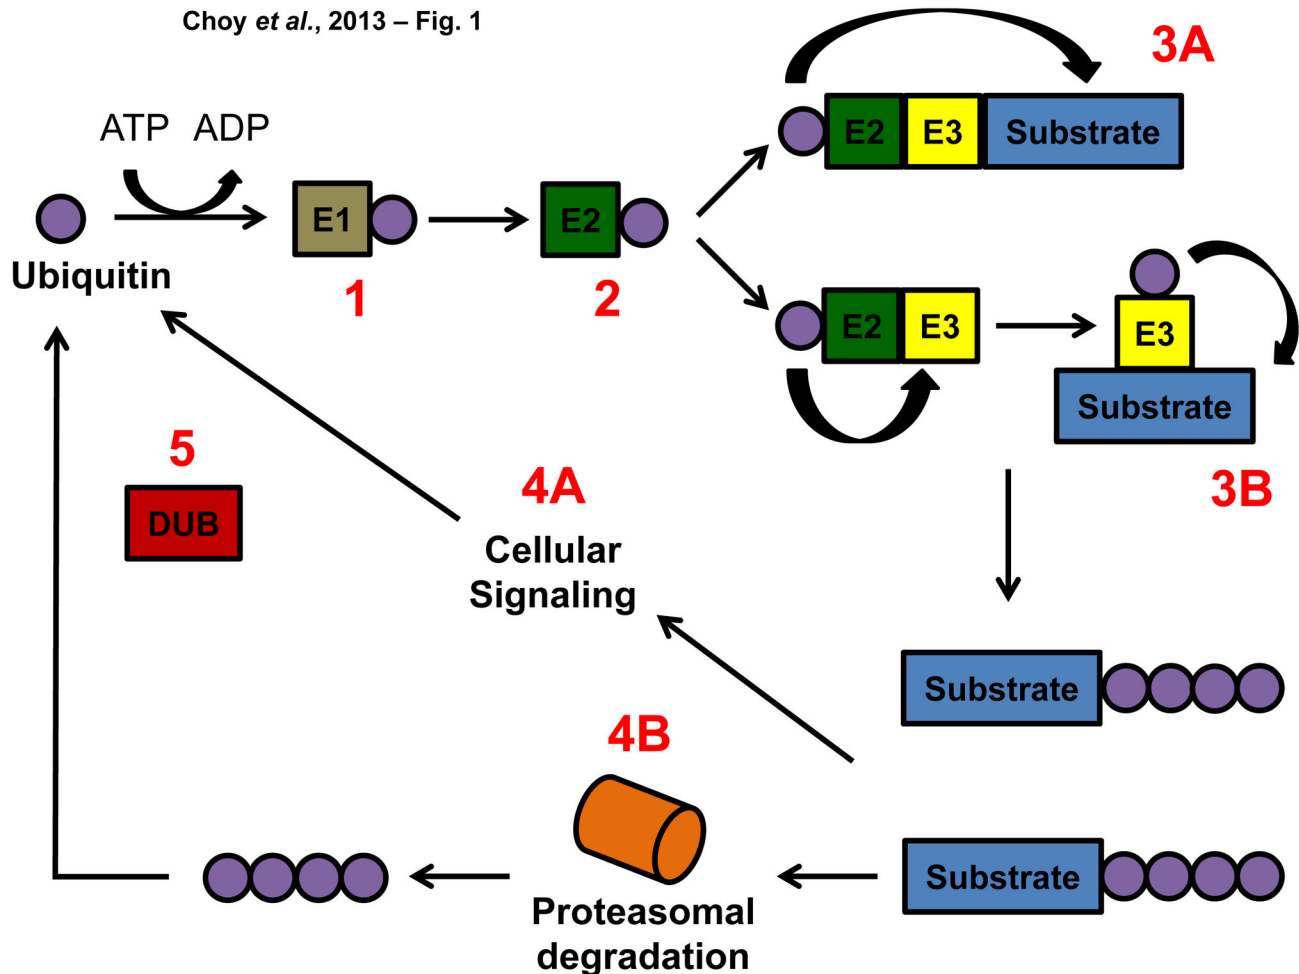 Choy et al., 2013 – Fig. 1
3A
ATP ADP
E2 E3 Substrate
E1
E2
Ubiquitin
1
2
E2 E3
E3
Substrate
3B
5
DUB
4A
Cellular
Signaling
Substrate
4B
Substrate
Proteasomal
degradation